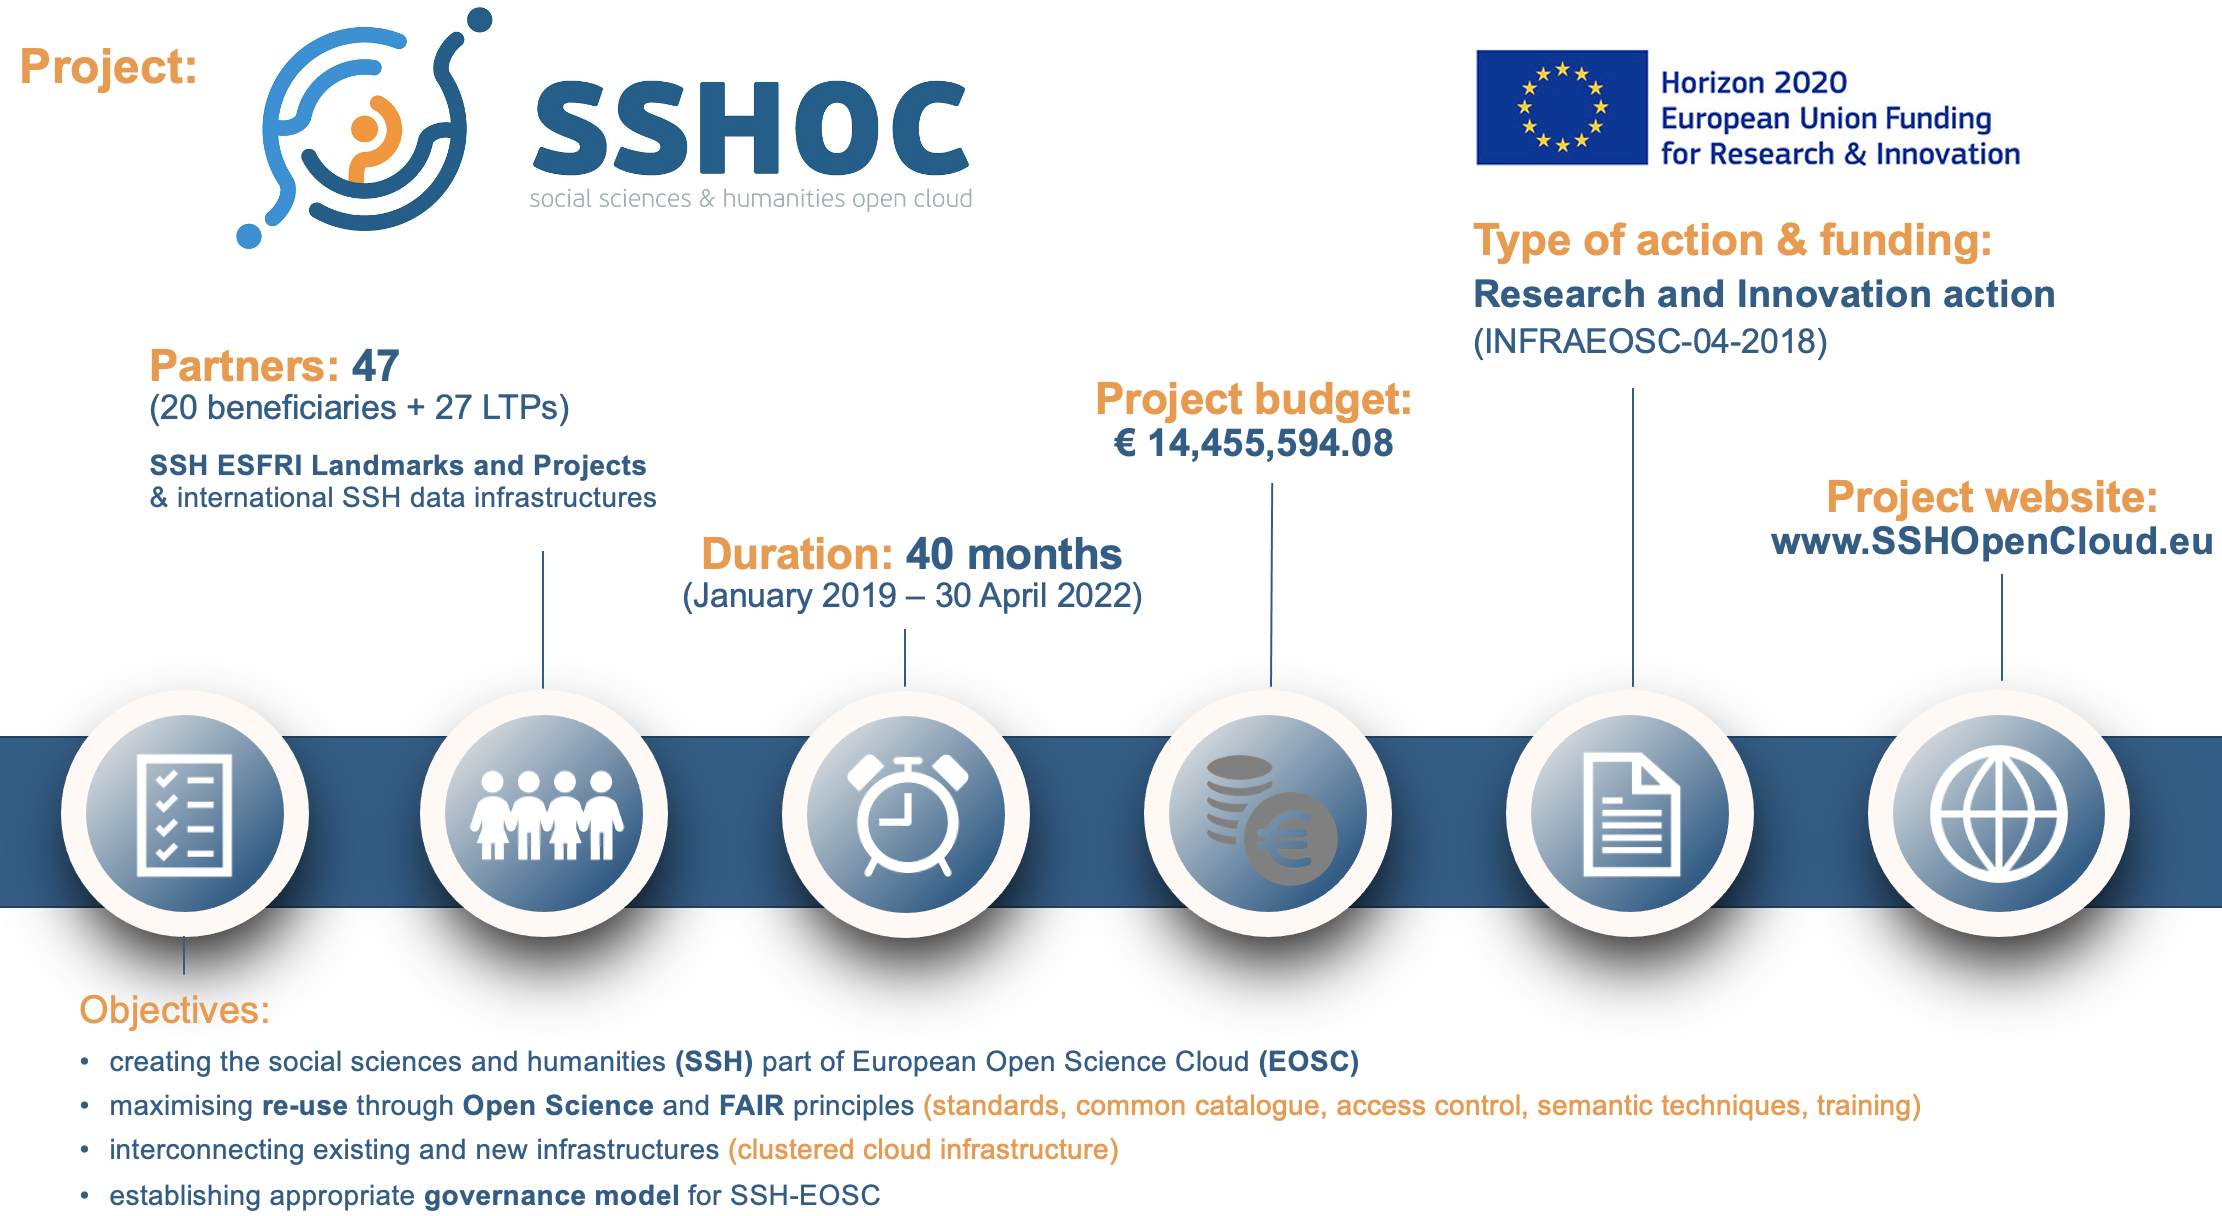 Project:
SSHOC
social sciences & humanities open cloud
Horizon 2020
European Union Funding
for Research & Innovation
Type of action & funding:
Research and Innovation action
(INFRAEOSC-04-2018)
Partners: 47
(20 beneficiaries + 27 LTPs)
SSH ESFRI Landmarks and Projects
& international SSH data infrastructures
Duration: 40 months
(January 2019 – 30 April 2022)
Project budget:
€ 14,455,594.08
Project website:
www.SSHOpenCloud.eu
€
Objectives:
• creating the social sciences and humanities (SSH) part of European Open Science Cloud (EOSC)
• maximising re-use through Open Science and FAIR principles (standards, common catalogue, access control, semantic techniques, training)
• interconnecting existing and new infrastructures (clustered cloud infrastructure)
• establishing appropriate governance model for SSH-EOSC